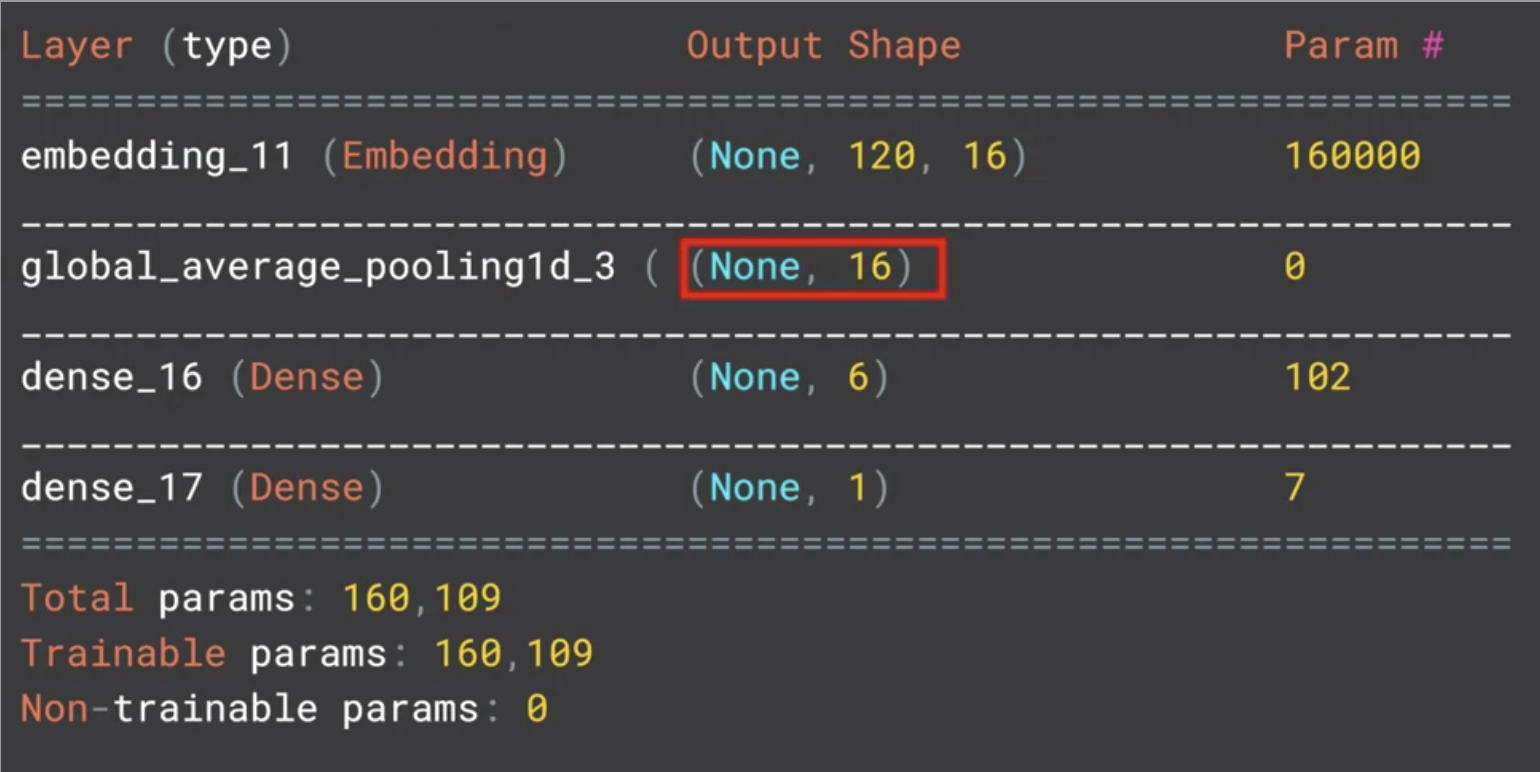 Layer (type) Output Shape Param #
=================================================================
embedding_11 (Embedding) (None, 120, 16) 160000
_________________________________________________________________
global_average_pooling1d_3 ( (None, 16) 0
_________________________________________________________________
dense_16 (Dense) (None, 6) 102
_________________________________________________________________
dense_17 (Dense) (None, 1) 7
=================================================================
Total params: 160,109
Trainable params: 160,109
Non-trainable params: 0